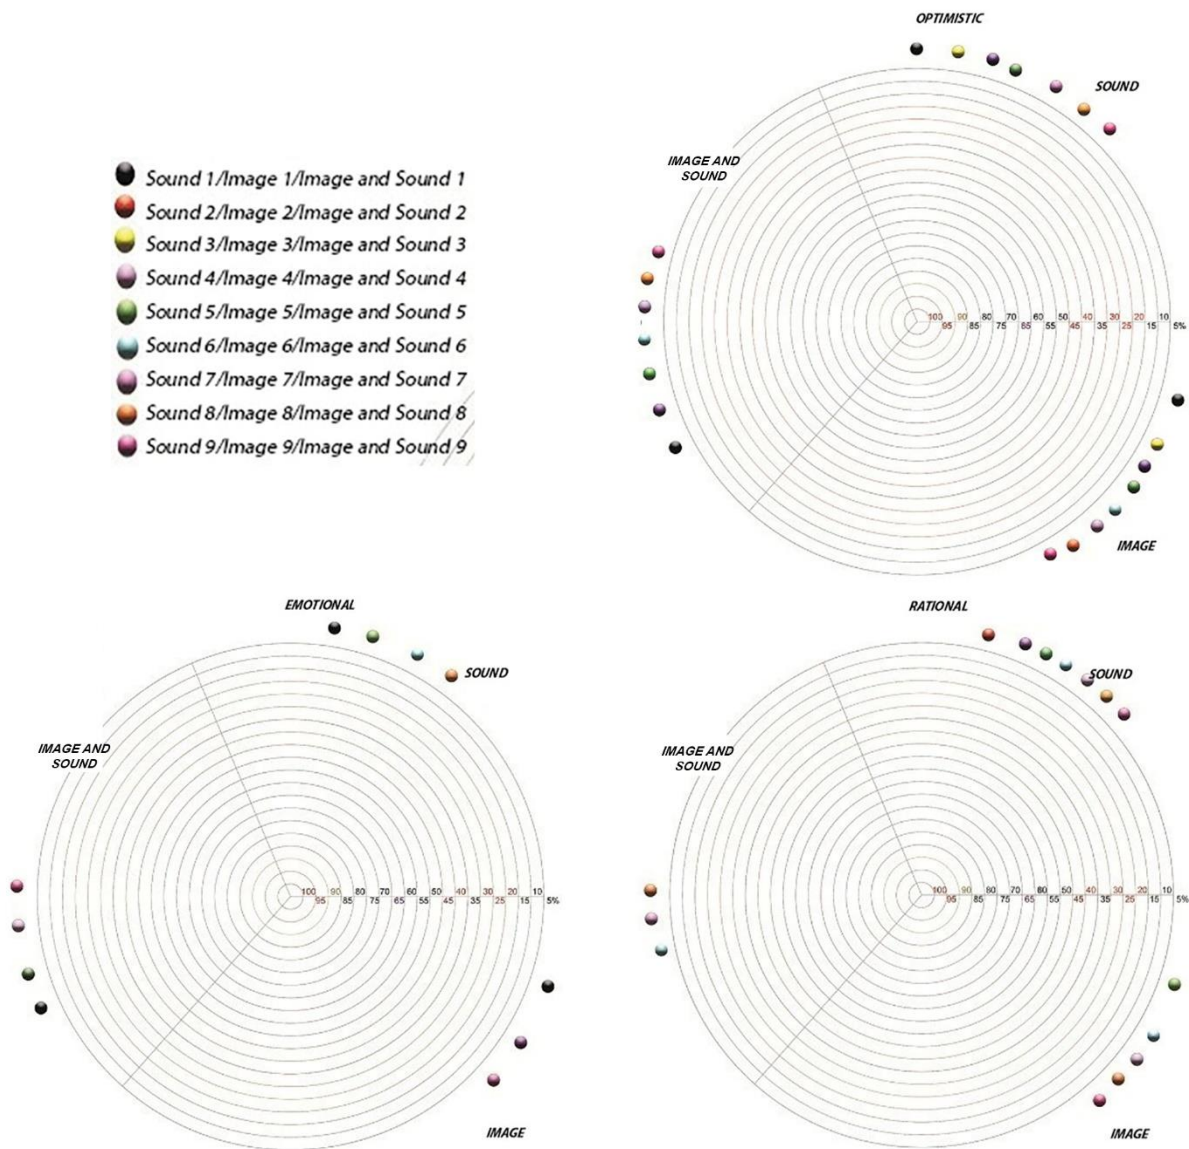 OPTIMISTIC
SOUND
IMAGE AND
SOUND
Sound 1/Image 1/Image and Sound 1
Sound 2/Image 2/Image and Sound 2
Sound 3/Image 3/Image and Sound 3
Sound 4/Image 4/Image and Sound 4
Sound 5/Image 5/Image and Sound 5
Sound 6/Image 6/Image and Sound 6
Sound 7/Image 7/Image and Sound 7
Sound 8/Image 8/Image and Sound 8
Sound 9/Image 9/Image and Sound 9
100 90 80 70 60 50 40 30 20 10
95 85 75 65 55 45 35 25 15 5%
IMAGE
EMOTIONAL
SOUND
IMAGE AND
SOUND
100 90 80 70 60 50 40 30 20 10
95 85 75 65 55 45 35 25 15 5%
IMAGE
RATIONAL
SOUND
IMAGE AND
SOUND
100 90 80 70 60 50 40 30 20 10
95 85 75 65 55 45 35 25 15 5%
IMAGE